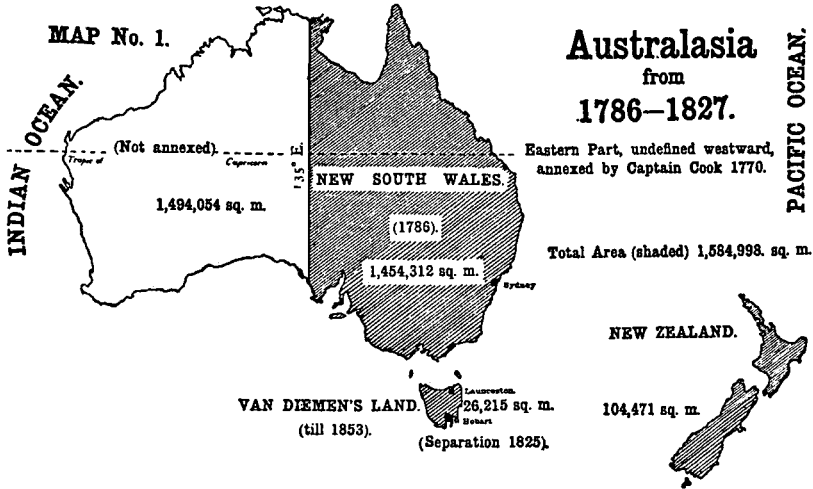 MAP No. 1.
Australasia
from
1786—1827.
Eastern Part, undefined westward,
annexed by Captain Cook 1770.
INDIAN OCEAN.
PACIFIC OCEAN.
(Not annexed)
Tropic of Capricorn
135° E.
NEW SOUTH WALES.
1,494,054 sq. m.
(1786).
1,454,312 sq. m.
Total Area (shaded) 1,584,998. sq. m.
Sydney
NEW ZEALAND.
104,471 sq. m.
Launceston.
VAN DIEMEN'S LAND.
26,215 sq. m.
(till 1853).
Hobart
(Separation 1825).